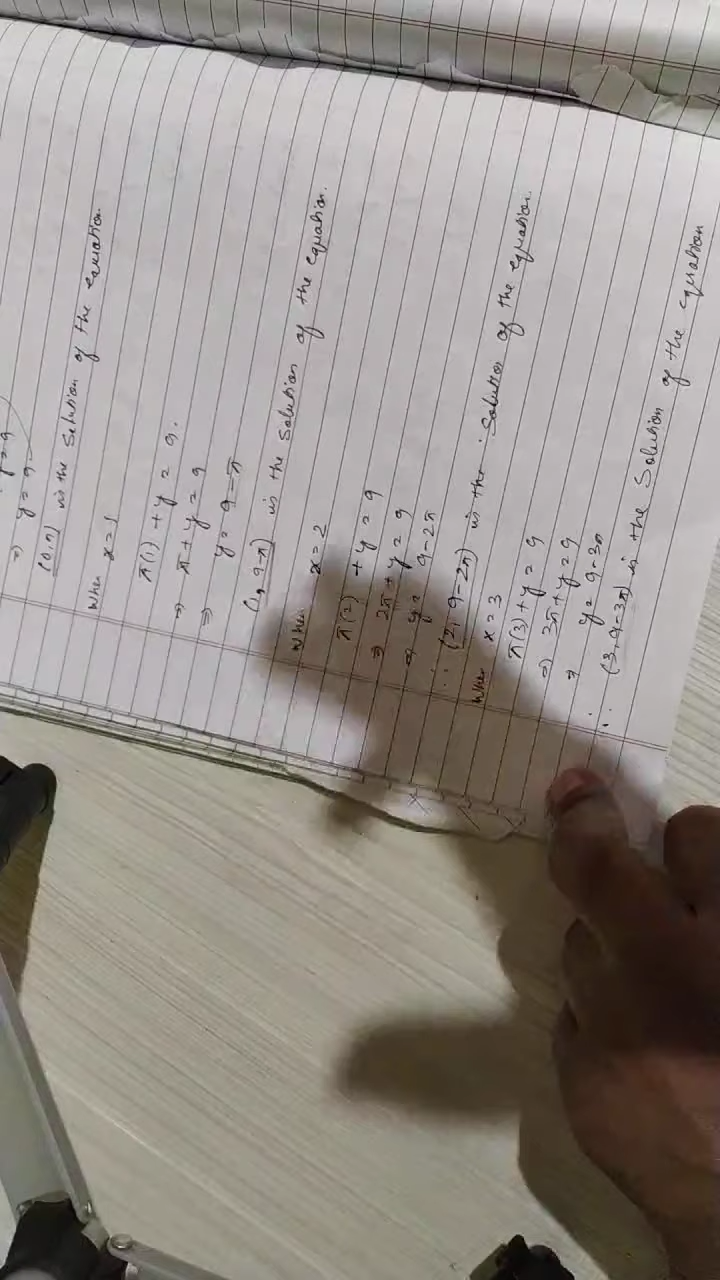 y = 9
⇒ y = 9
(0,9) is the solution of the equation.
When x = 1
π(1) + y = 9.
⇒ π + y = 9
⇒ y = 9 - π
(1, 9-π) is the solution of the equation.
When x = 2
π(2) + y = 9
⇒ 2π + y = 9
⇒ y = 9 - 2π
∴ (2, 9-2π) is the solution of the equation.
When x = 3
π(3) + y = 9
⇒ 3π + y = 9
⇒ y = 9-3π
∴ (3, 9-3π) is the solution of the equation